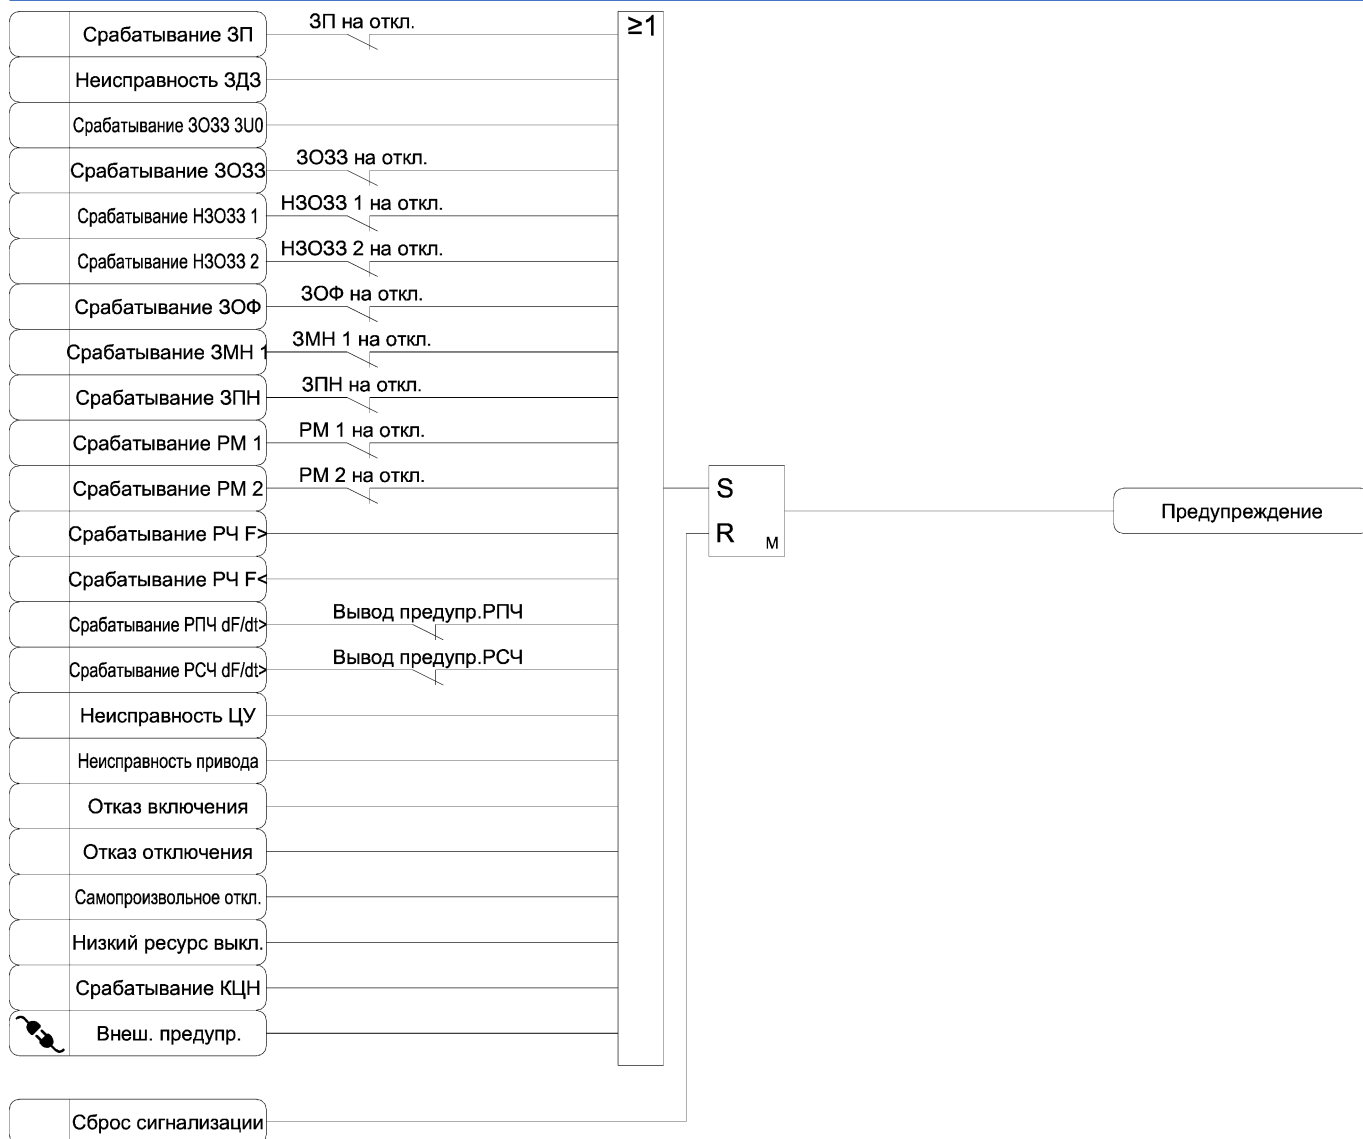 Срабатывание ЗП
ЗП на откл.
≥1
Неисправность ЗДЗ
Срабатывание ЗОЗЗ 3U0
Срабатывание ЗОЗЗ
ЗОЗЗ на откл.
Срабатывание НЗОЗЗ 1
НЗОЗЗ 1 на откл.
Срабатывание НЗОЗЗ 2
НЗОЗЗ 2 на откл.
Срабатывание ЗОФ
ЗОФ на откл.
Срабатывание ЗМН 1
ЗМН 1 на откл.
Срабатывание ЗПН
ЗПН на откл.
Срабатывание РМ 1
РМ 1 на откл.
Срабатывание РМ 2
РМ 2 на откл.
S
R
М
Предупреждение
Срабатывание РЧ F>
Срабатывание РЧ F<
Срабатывание РПЧ dF/dt>
Вывод предупр.РПЧ
Срабатывание РСЧ dF/dt>
Вывод предупр.РСЧ
Неисправность ЦУ
Неисправность привода
Отказ включения
Отказ отключения
Самопроизвольное откл.
Низкий ресурс выкл.
Срабатывание КЦН
Внеш. предупр.
Сброс сигнализации